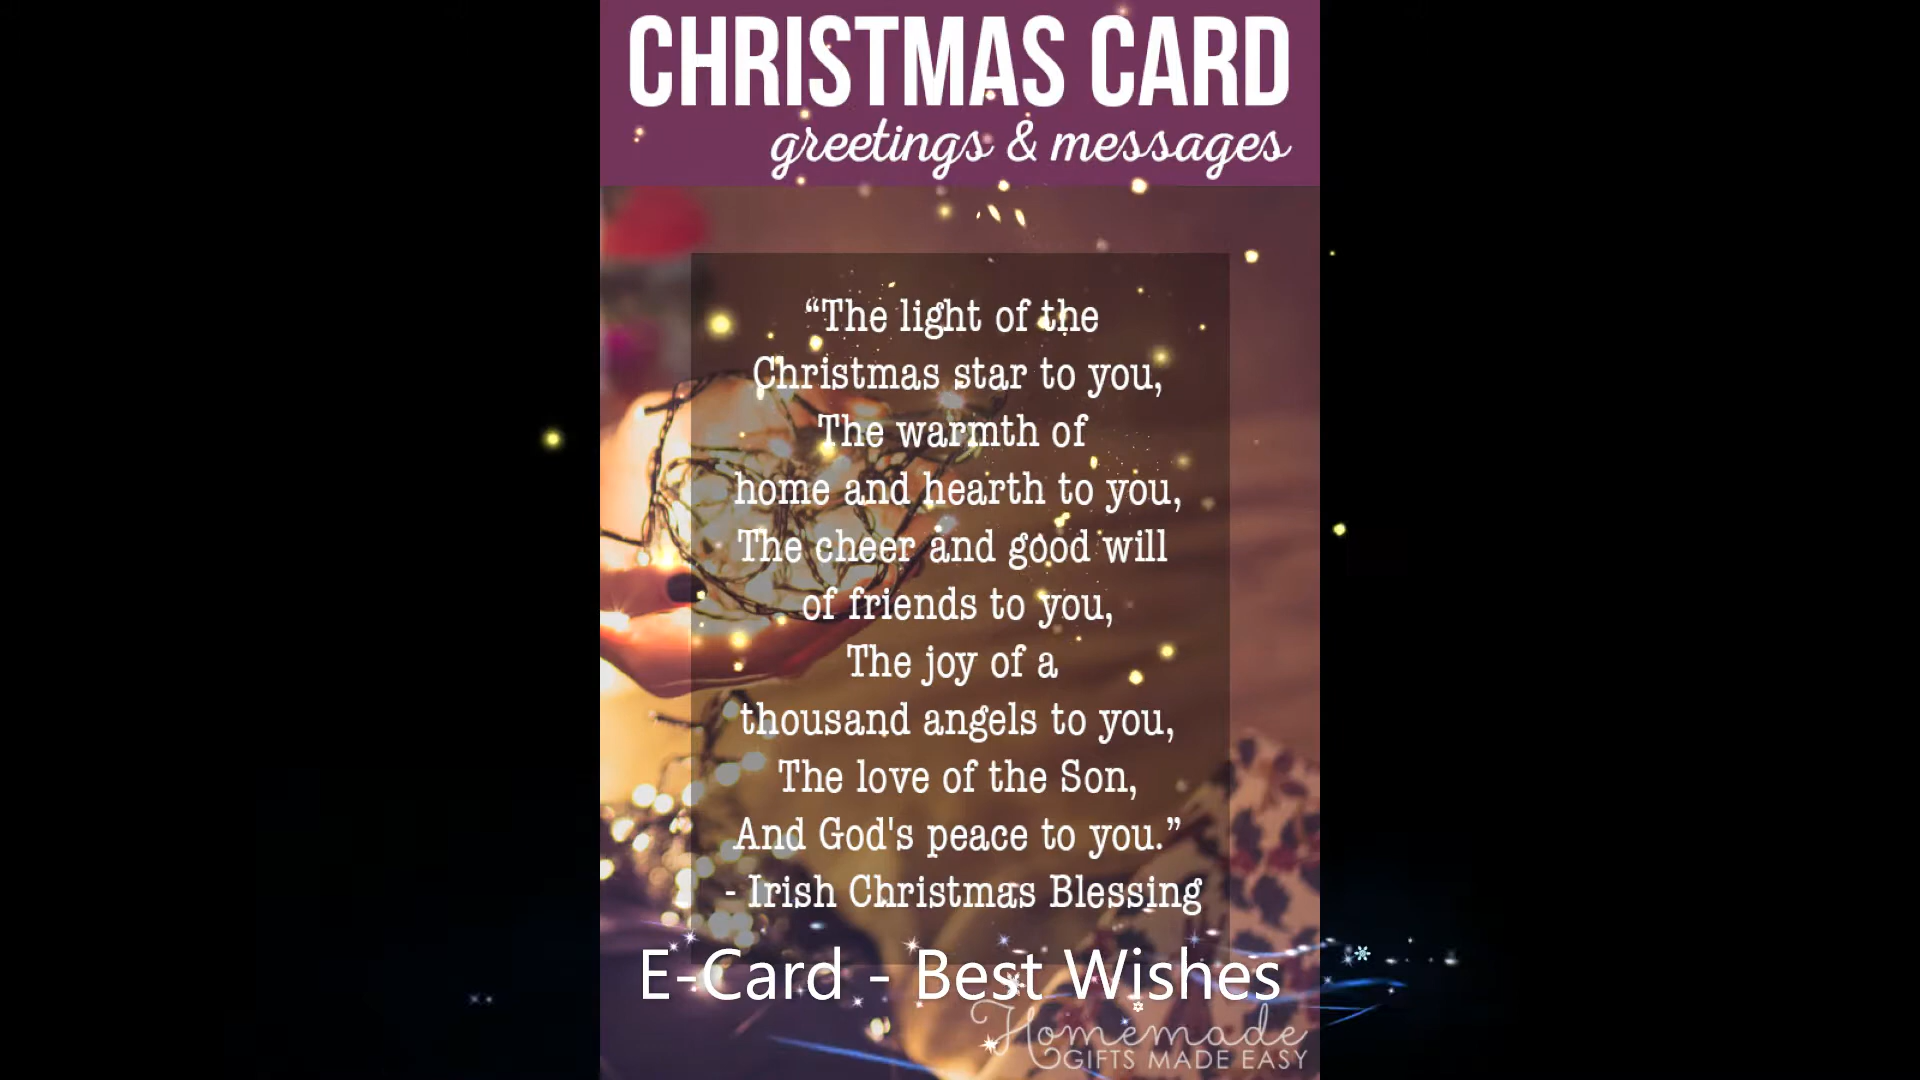 CHRISTMAS CARD
greetings & messages
“The light of the
Christmas star to you,
The warmth of
home and hearth to you,
The cheer and good will
of friends to you,
The joy of a
thousand angels to you,
The love of the Son,
And God's peace to you.”
- Irish Christmas Blessing
E-Card - Best Wishes
Homemade
GIFTS MADE EASY